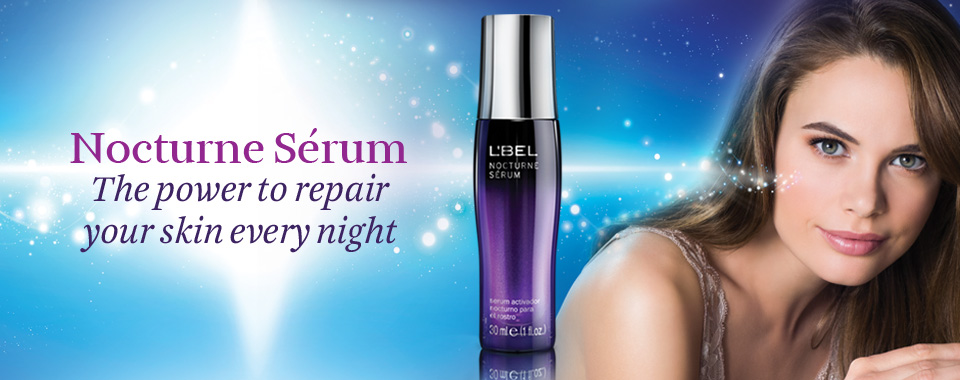 Nocturne Sérum
The power to repair
your skin every night
L'BEL
NOCTURNE
SÉRUM
serum activador
nocturno para
el rostro
30 ml e (1 fl.oz.)